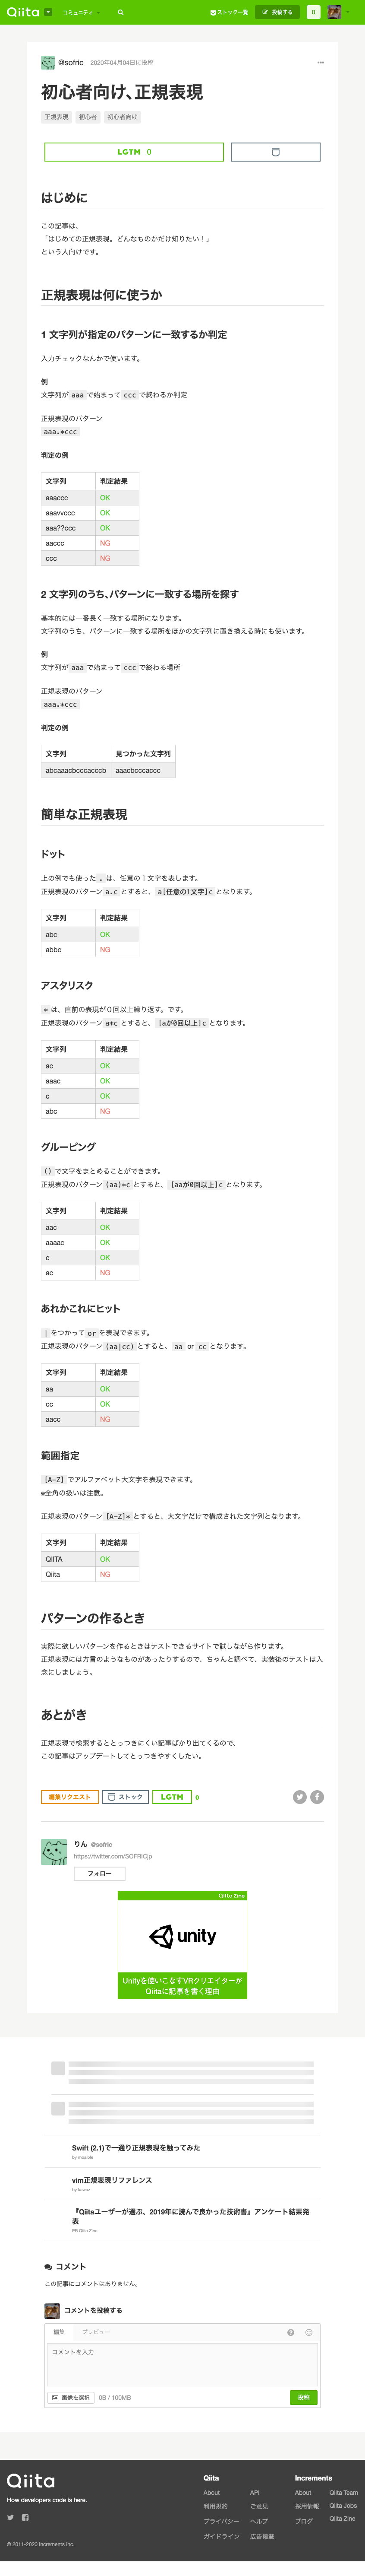 Qiita
コミュニティ
ストック一覧
投稿する
0
@sofric 2020年04月04日に投稿
初心者向け、正規表現
正規表現 初心者 初心者向け
LGTM 0
はじめに
この記事は、
「はじめての正規表現。どんなものかだけ知りたい！」
という人向けです。
正規表現は何に使うか
1 文字列が指定のパターンに一致するか判定
入力チェックなんかで使います。
例
文字列が aaa で始まって ccc で終わるか判定
正規表現のパターン
aaa.*ccc
判定の例
文字列 判定結果
aaaccc OK
aaavvccc OK
aaa??ccc OK
aaccc NG
ccc NG
2 文字列のうち、パターンに一致する場所を探す
基本的には一番長く一致する場所になります。
文字列のうち、パターンに一致する場所をほかの文字列に置き換える時にも使います。
例
文字列が aaa で始まって ccc で終わる場所
正規表現のパターン
aaa.*ccc
判定の例
文字列 見つかった文字列
abcaaacbcccacccb aaacbcccaccc
簡単な正規表現
ドット
上の例でも使った . は、任意の１文字を表します。
正規表現のパターン a.c とすると、 a[任意の1文字]c となります。
文字列 判定結果
abc OK
abbc NG
アスタリスク
* は、直前の表現が０回以上繰り返す。です。
正規表現のパターン a*c とすると、 [aが0回以上]c となります。
文字列 判定結果
ac OK
aaac OK
c OK
abc NG
グルーピング
() で文字をまとめることができます。
正規表現のパターン (aa)*c とすると、 [aaが0回以上]c となります。
文字列 判定結果
aac OK
aaaac OK
c OK
ac NG
あれかこれにヒット
| をつかって or を表現できます。
正規表現のパターン (aa|cc) とすると、 aa or cc となります。
文字列 判定結果
aa OK
cc OK
aacc NG
範囲指定
[A-Z] でアルファベット大文字を表現できます。
※全角の扱いは注意。
正規表現のパターン [A-Z]* とすると、大文字だけで構成された文字列となります。
文字列 判定結果
QIITA OK
Qiita NG
パターンの作るとき
実際に欲しいパターンを作るときはテストできるサイトで試しながら作ります。
正規表現には方言のようなものがあったりするので、ちゃんと調べて、実装後のテストは入
念にしましょう。
あとがき
正規表現で検索するととっつきにくい記事ばかり出てくるので、
この記事はアップデートしてとっつきやすくしたい。
編集リクエスト ストック LGTM 0
りん @sofric
フォロー
Qiita Zine
unity
Unityを使いこなすVRクリエイターが
Qiitaに記事を書く理由
Swift (2.1)で一通り正規表現を触ってみた
vim正規表現リファレンス
『Qiitaユーザーが選ぶ、2019年に読んで良かった技術書』アンケート結果発
表
PR Qiita Zine
コメント
この記事にコメントはありません。
コメントを投稿する
編集 プレビュー
コメントを入力
画像を選択 0B / 100MB 投稿
Qiita
How developers code is here.
© 2011-2020 Increments Inc.
Qiita
About API
利用規約 ご意見
プライバシー ヘルプ
ガイドライン 広告掲載
Increments
About Qiita Team
採用情報 Qiita Jobs
ブログ Qiita Zine